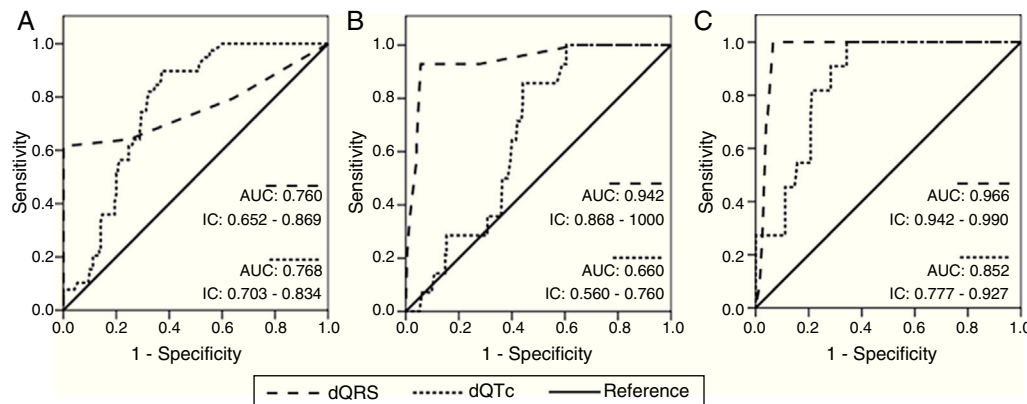 A
1.0
0.8
0.6
0.4
0.2
0.0
Sensitivity
AUC: 0.760
IC: 0.652 - 0.869
AUC: 0.768
IC: 0.703 - 0.834
0.0 0.2 0.4 0.6 0.8 1.0
1 - Specificity
B
1.0
0.8
0.6
0.4
0.2
0.0
Sensitivity
AUC: 0.942
IC: 0.868 - 1000
AUC: 0.660
IC: 0.560 - 0.760
0.0 0.2 0.4 0.6 0.8 1.0
1 - Specificity
C
1.0
0.8
0.6
0.4
0.2
0.0
Sensitivity
AUC: 0.966
IC: 0.942 - 0.990
AUC: 0.852
IC: 0.777 - 0.927
0.0 0.2 0.4 0.6 0.8 1.0
1 - Specificity
dQRS dQTc Reference